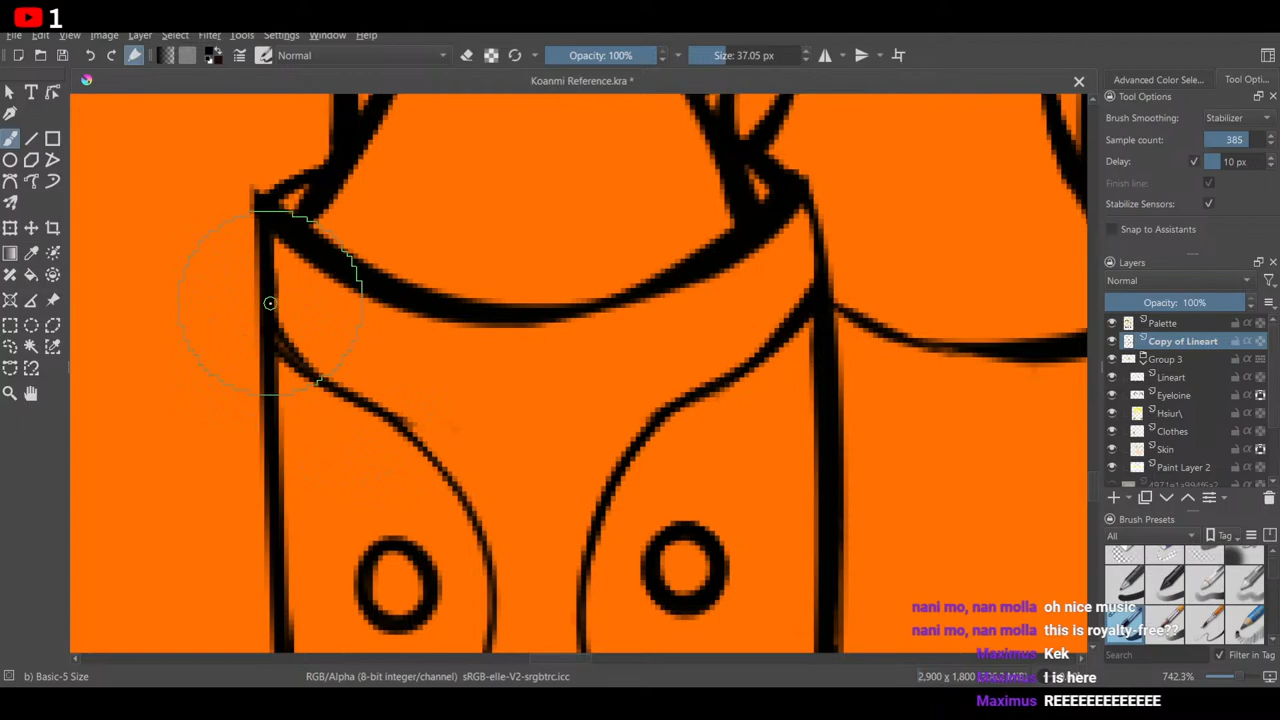 1
File Edit View Image Layer Select Filter Tools Settings Window Help
Normal
Opacity: 100%
Size: 37.05 px
Koanmi Reference.kra *
Advanced Color Sele...
Tool Opti...
Tool Options
Brush Smoothing:
Stabilizer
Sample count:
385
Delay:
10 px
Finish line:
Stabilize Sensors:
Snap to Assistants
Layers
Normal
Opacity: 100%
Palette
Copy of Lineart
Group 3
Lineart
Eyeloine
Hsiur\
Clothes
Skin
Paint Layer 2
Brush Presets
All
Tag
nani mo, nan molla oh nice music
nani mo, nan molla this is royalty-free??
Maximus Kek
Maximus I is here
Maximus REEEEEEEEEEEEE
Search
Filter in Tag
b) Basic-5 Size
RGB/Alpha (8-bit integer/channel) sRGB-elle-V2-srgbtrc.icc
2,900 x 1,800
742.3%